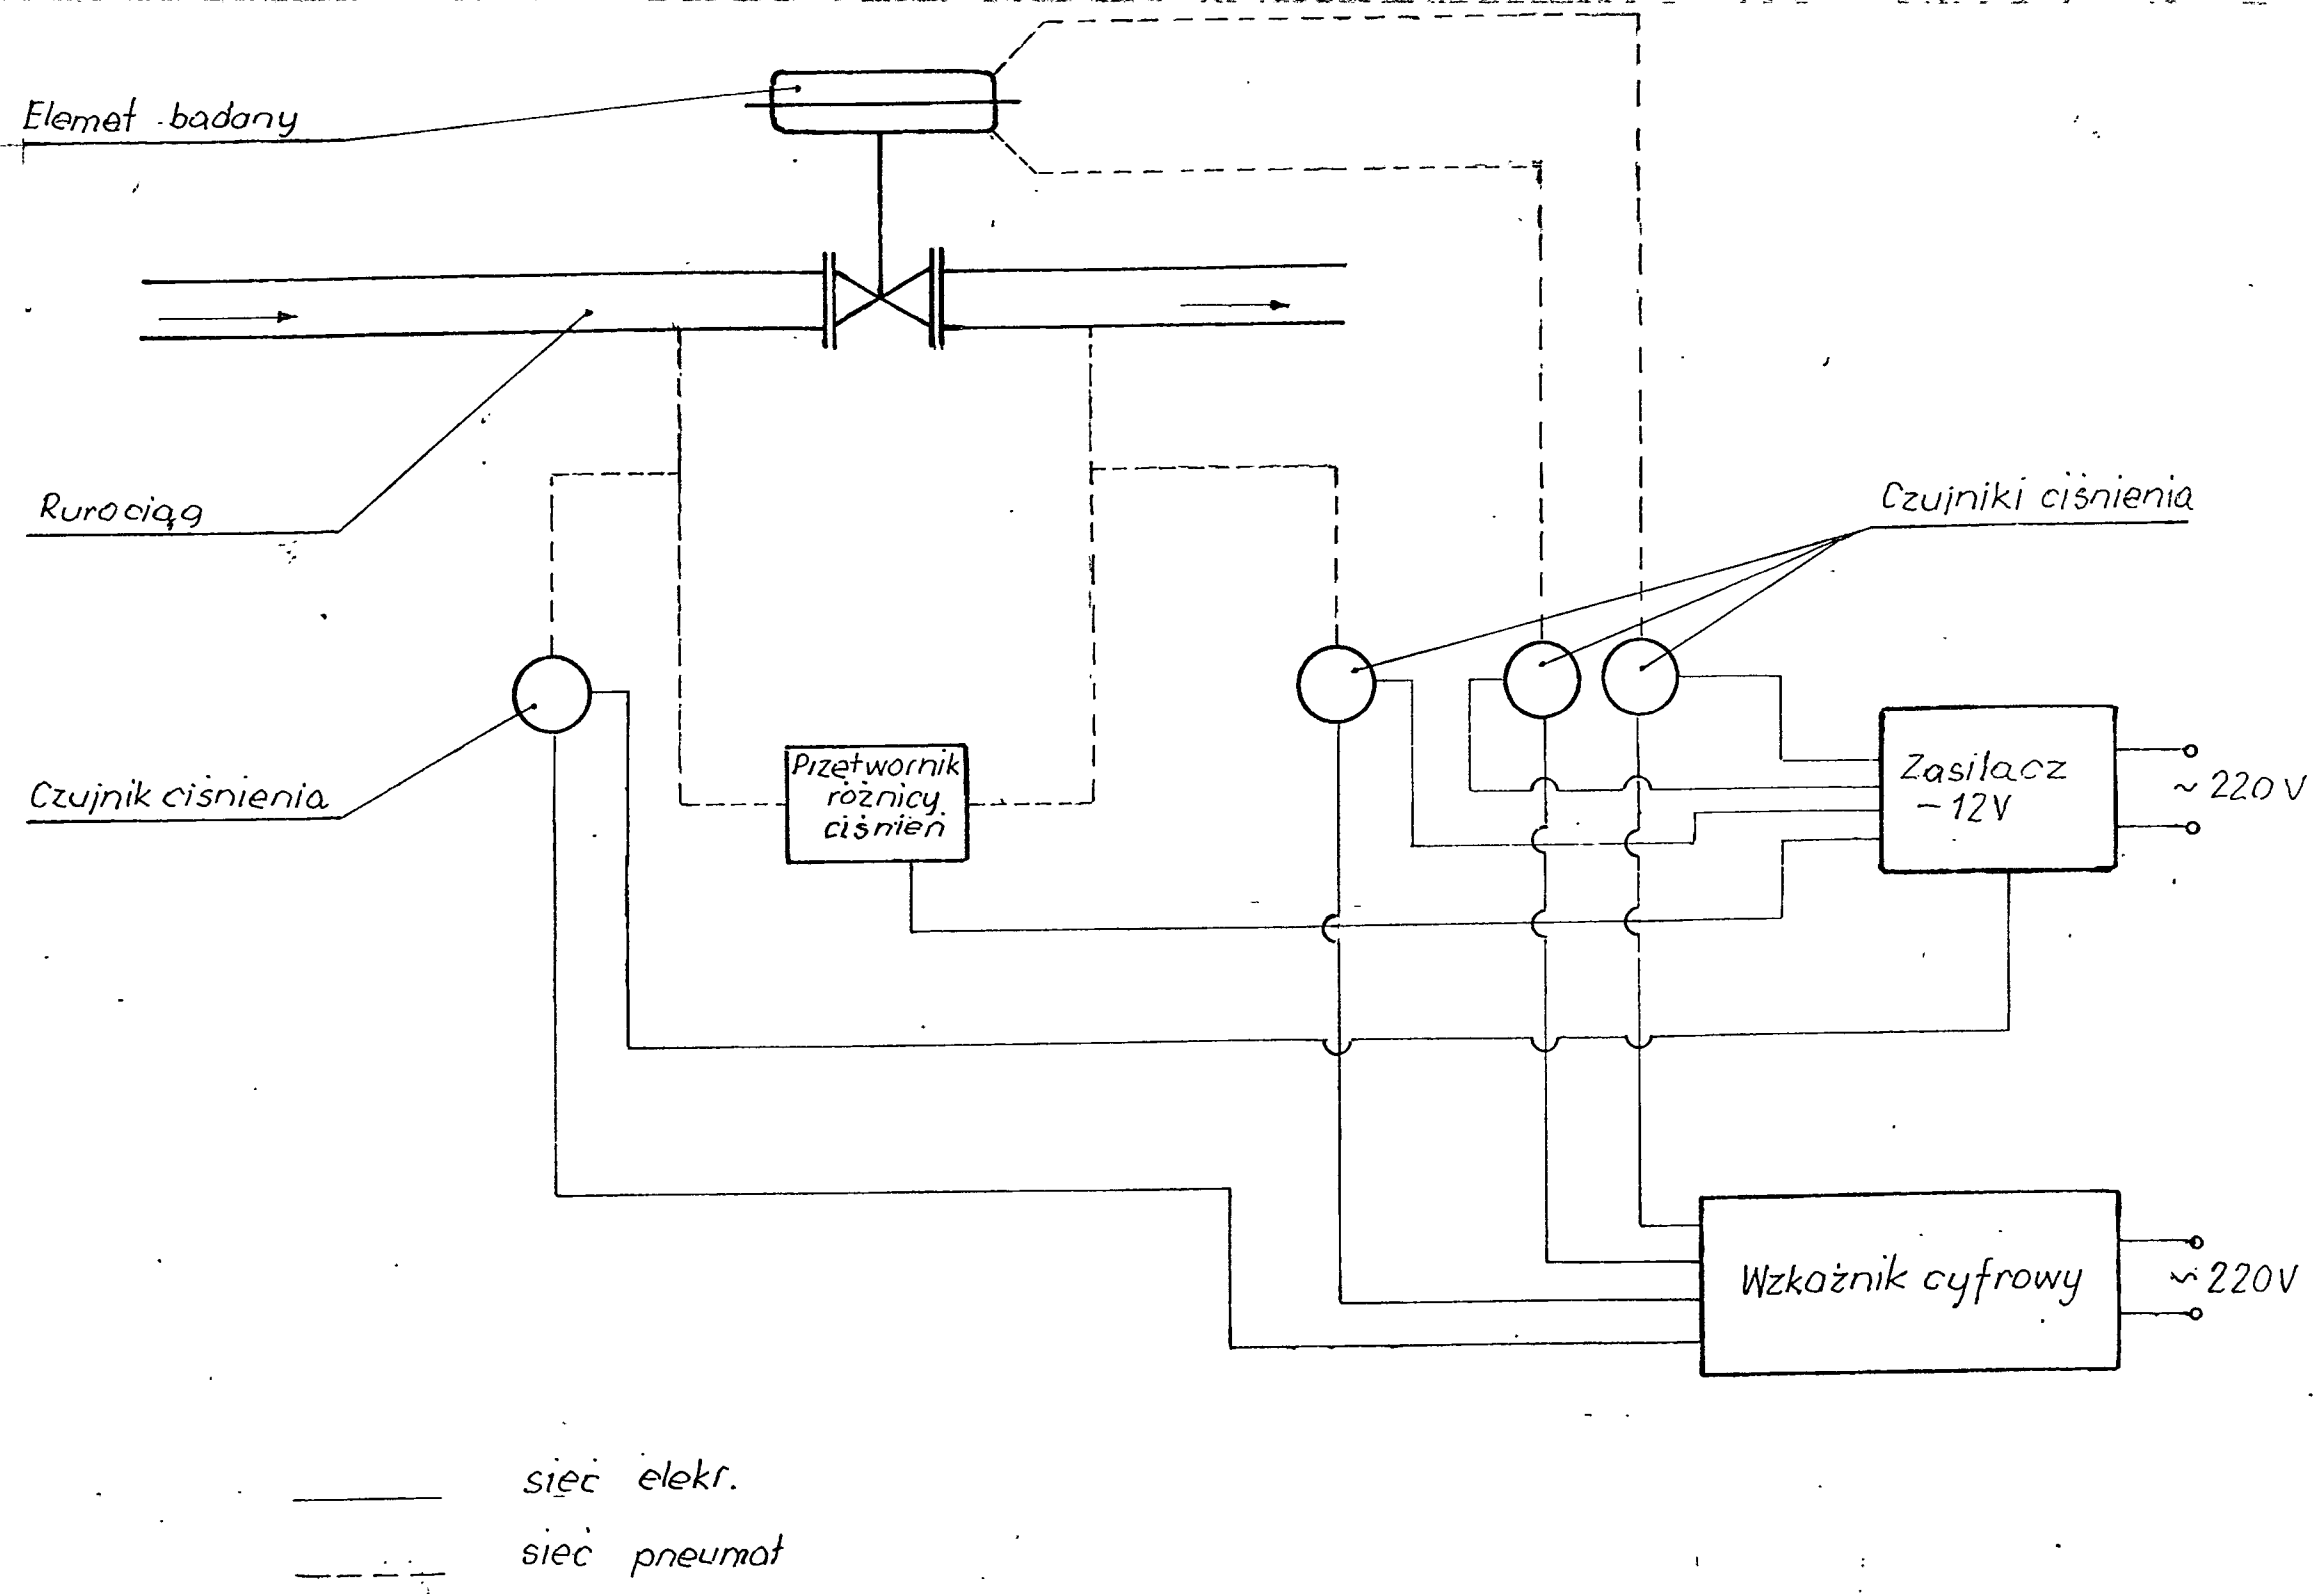 Elemet badany
Rurociąg
Czujniki ciśnienia
Czujnik ciśnienia
Przetwornik
różnicy
ciśnień
Zasilacz
- 12V
~ 220 V
Wzkaźnik cyfrowy
~ 220V
sieć elekr.
sieć pneumat